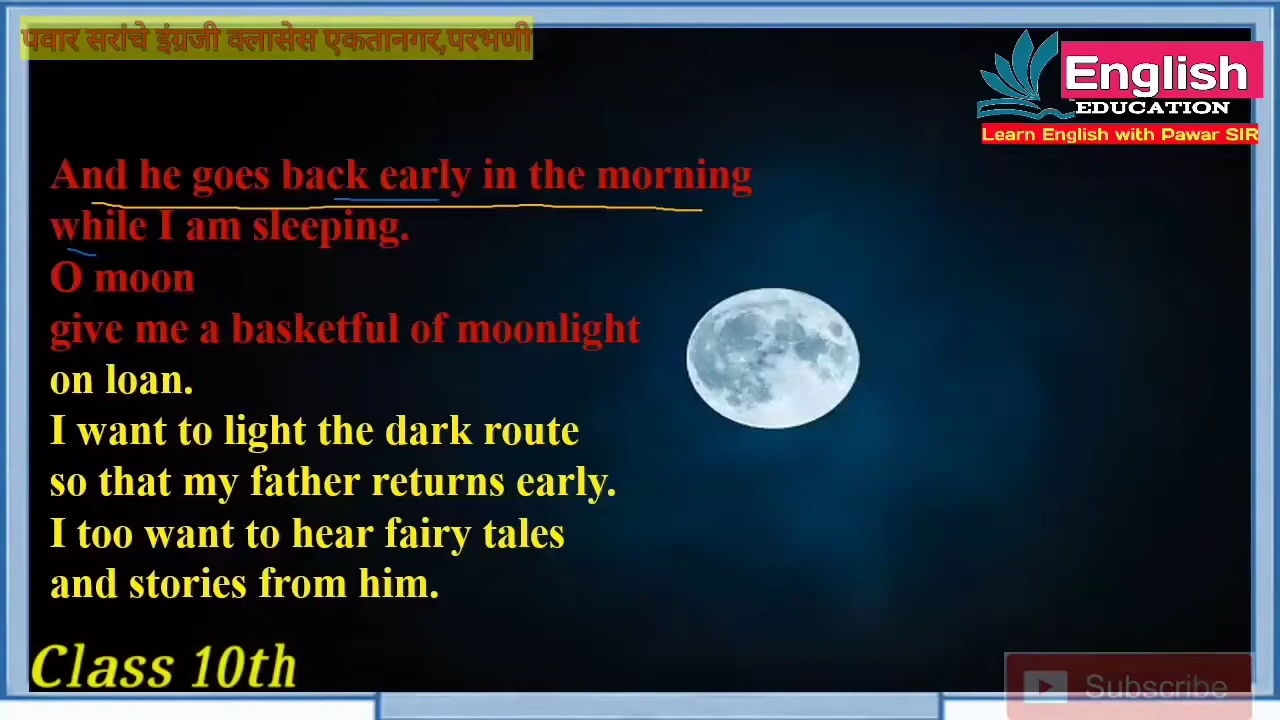 पवार सरांचे इंग्रजी क्लासेस एकतानगर,परभणी
English
EDUCATION
Learn English with Pawar SIR
And he goes back early in the morning
while I am sleeping.
O moon
give me a basketful of moonlight
on loan.
I want to light the dark route
so that my father returns early.
I too want to hear fairy tales
and stories from him.
Class 10th
Subscribe